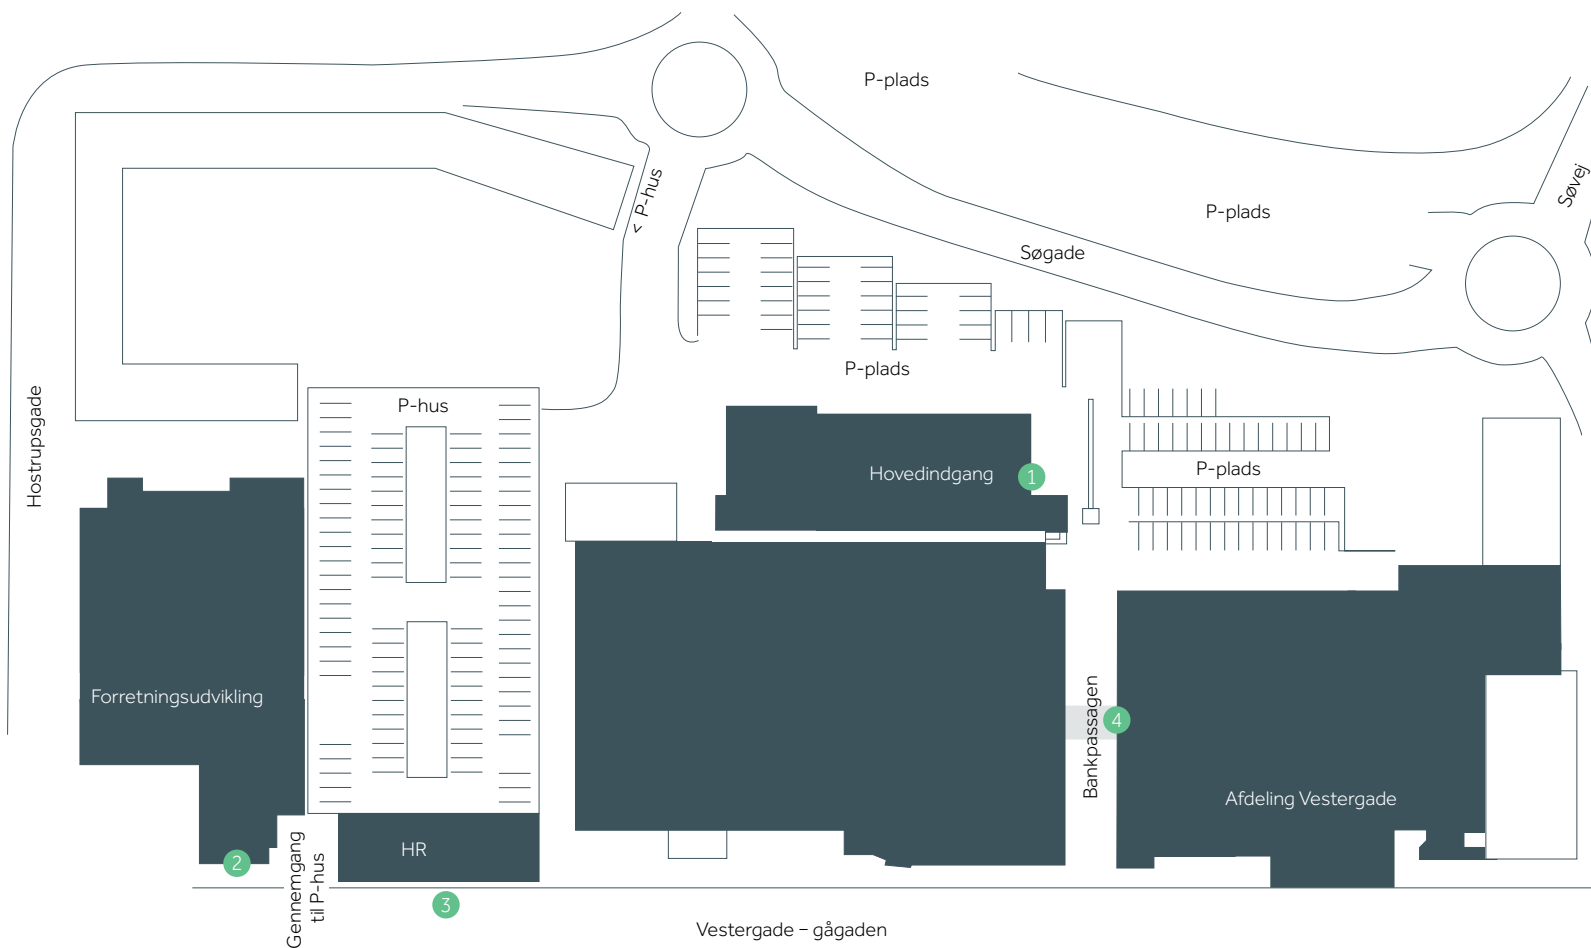 P-plads
< P-hus
Søvej
P-plads
Søgade
P-plads
Hostrupsgade
P-hus
Hovedindgang
1
P-plads
Forretningsudvikling
Bankpassagen
4
Afdeling Vestergade
HR
2
Gennemgang
til P-hus
3
Vestergade – gågaden